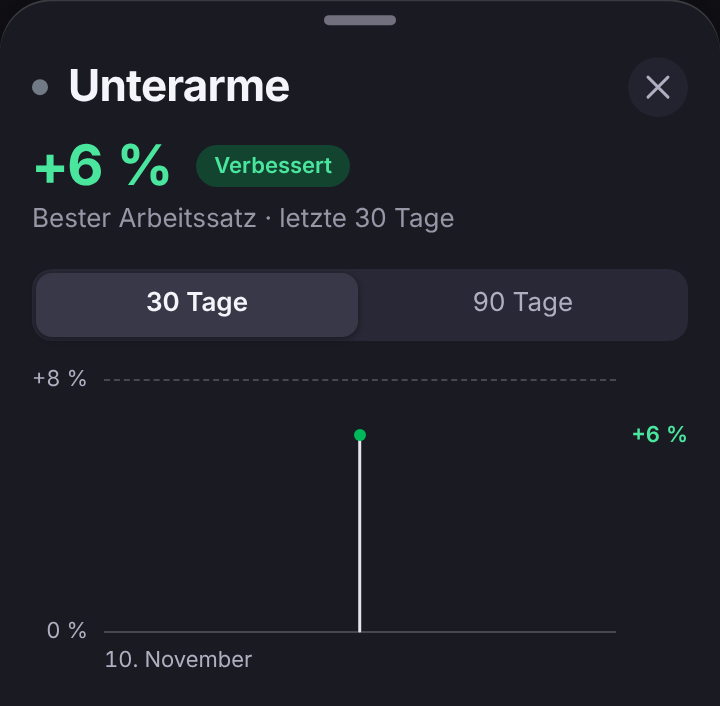 Unterarme
+6 % Verbessert
Bester Arbeitssatz · letzte 30 Tage
30 Tage 90 Tage
+8 %
+6 %
0 %
10. November